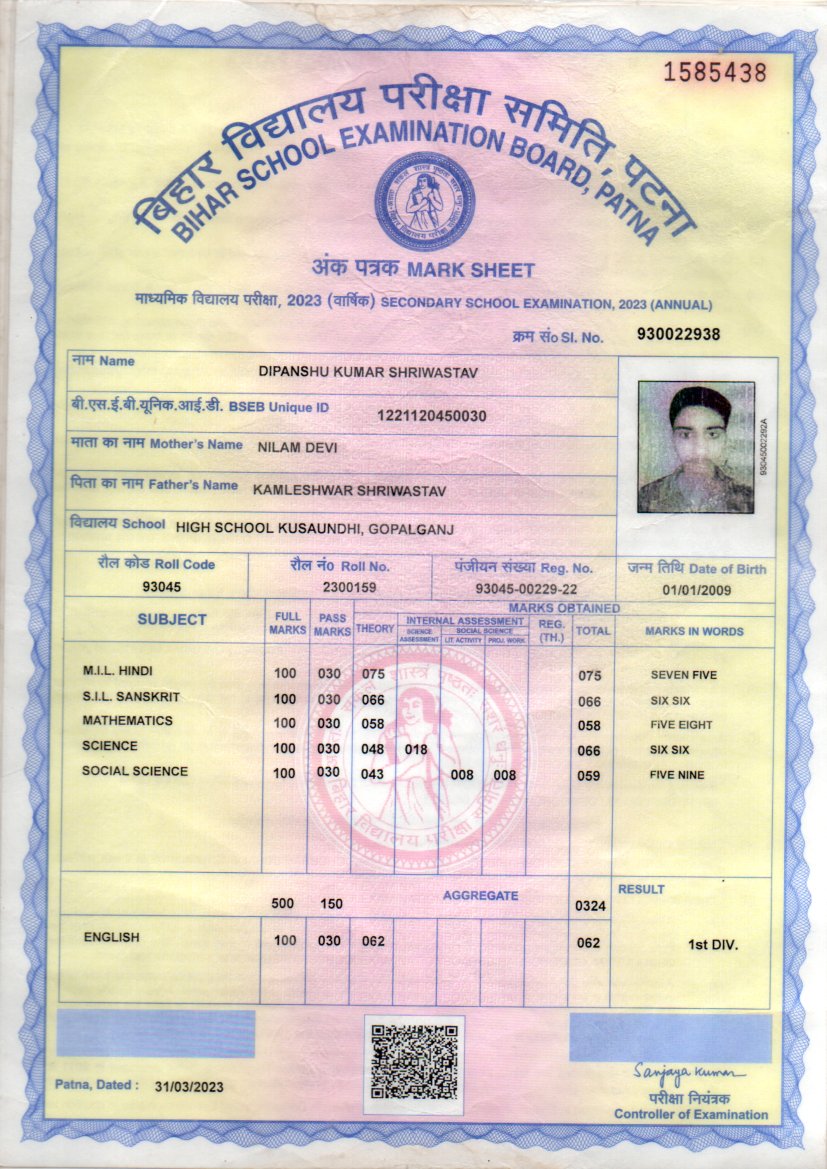 1585438
बिहार विद्यालय परीक्षा समिति, पटना
BIHAR SCHOOL EXAMINATION BOARD, PATNA
अंक पत्रक MARK SHEET
माध्यमिक विद्यालय परीक्षा, 2023 (वार्षिक) SECONDARY SCHOOL EXAMINATION, 2023 (ANNUAL)
क्रम सं० Sl. No. 930022938
नाम Name DIPANSHU KUMAR SHRIWASTAV
बी.एस.ई.बी.यूनिक.आई.डी. BSEB Unique ID 1221120450030
माता का नाम Mother's Name NILAM DEVI
पिता का नाम Father's Name KAMLESHWAR SHRIWASTAV
विद्यालय School HIGH SCHOOL KUSAUNDHI, GOPALGANJ
93045002292A
रौल कोड Roll Code रौल नं० Roll No. पंजीयन संख्या Reg. No. जन्म तिथि Date of Birth
93045 2300159 93045-00229-22 01/01/2009
MARKS OBTAINED
SUBJECT FULL MARKS PASS MARKS THEORY INTERNAL ASSESSMENT REG. (TH.) TOTAL MARKS IN WORDS
SCIENCE ASSESSMENT SOCIAL SCIENCE LIT. ACTIVITY PROJ. WORK
M.I.L. HINDI 100 030 075 075 SEVEN FIVE
S.I.L. SANSKRIT 100 030 066 066 SIX SIX
MATHEMATICS 100 030 058 058 FIVE EIGHT
SCIENCE 100 030 048 018 066 SIX SIX
SOCIAL SCIENCE 100 030 043 008 008 059 FIVE NINE
बिहार विद्यालय परीक्षा समिति
500 150 AGGREGATE 0324 RESULT
ENGLISH 100 030 062 062 1st DIV.
Patna, Dated : 31/03/2023
Sanjaya Kumar
परीक्षा नियंत्रक
Controller of Examination